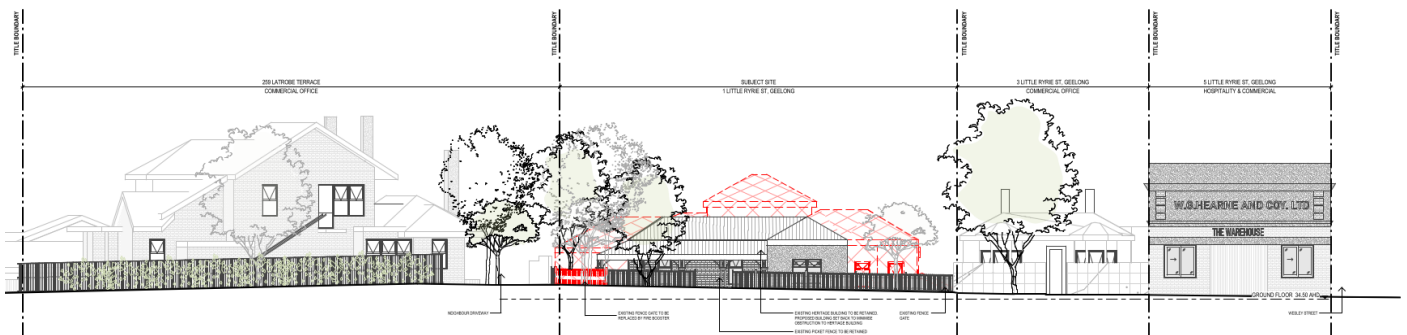 TITLE BOUNDARY
TITLE BOUNDARY
TITLE BOUNDARY
TITLE BOUNDARY
TITLE BOUNDARY
259 LATROBE TERRACE
COMMERCIAL OFFICE
SUBJECT SITE
1 LITTLE RYRIE ST, GEELONG
3 LITTLE RYRIE ST, GEELONG
COMMERCIAL OFFICE
5 LITTLE RYRIE ST, GEELONG
HOSPITALITY & COMMERCIAL
W.G.HEARNE AND COY. LTD
THE WAREHOUSE
GROUND FLOOR 34.50 AHD
NEIGHBOUR DRIVEWAY
EXISTING FENCE GATE TO BE
REPLACED BY FIRE BOOSTER
EXISTING HERITAGE BUILDING TO BE RETAINED.
PROPOSED BUILDING SET BACK TO MINIMISE
OBSTRUCTION TO HERITAGE BUILDING
EXISTING PICKET FENCE TO BE RETAINED
EXISTING FENCE
GATE
WESLEY STREET